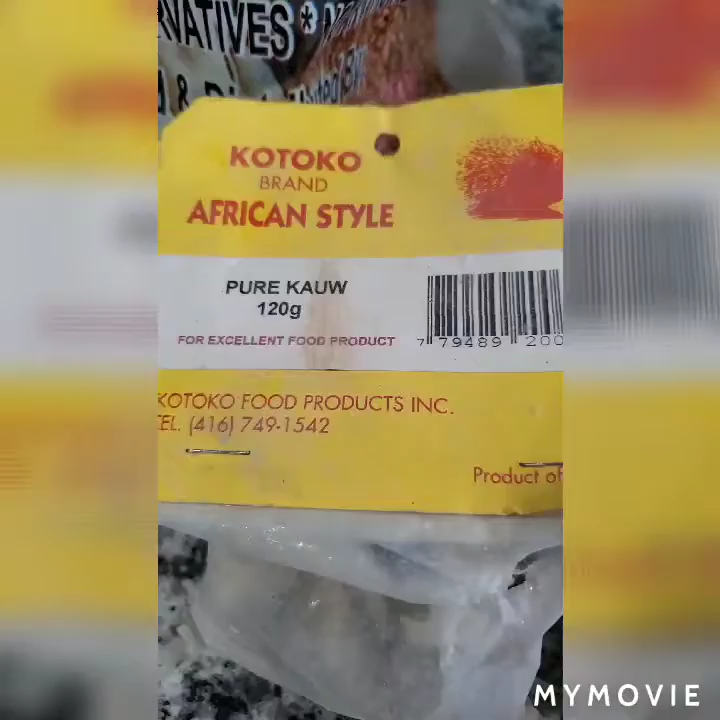 RVATIVES *
KOTOKO
BRAND
AFRICAN STYLE
PURE KAUW
120g
FOR EXCELLENT FOOD PRODUCT
7 79489 200
KOTOKO FOOD PRODUCTS INC.
TEL. (416) 749-1542
Product of
MYMOVIE